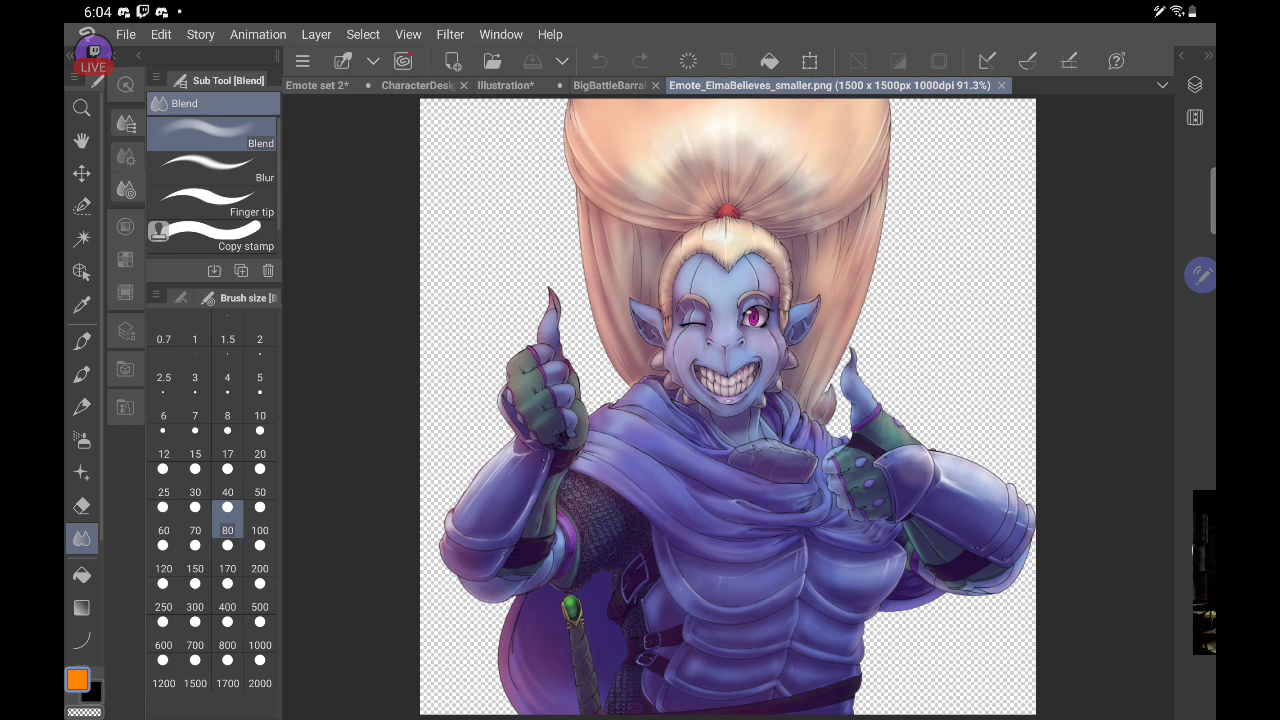 6:04
File Edit Story Animation Layer Select View Filter Window Help
LIVE
Sub Tool [Blend]
Emote set 2*
CharacterDesig
Illustration*
BigBattleBarra
Emote_ElmaBelieves_smaller.png (1500 x 1500px 1000dpi 91.3%)
Blend
Blend
Blur
Finger tip
Copy stamp
Brush size [B
0.7 1 1.5 2
2.5 3 4 5
6 7 8 10
12 15 17 20
25 30 40 50
60 70 80 100
120 150 170 200
250 300 400 500
600 700 800 1000
1200 1500 1700 2000